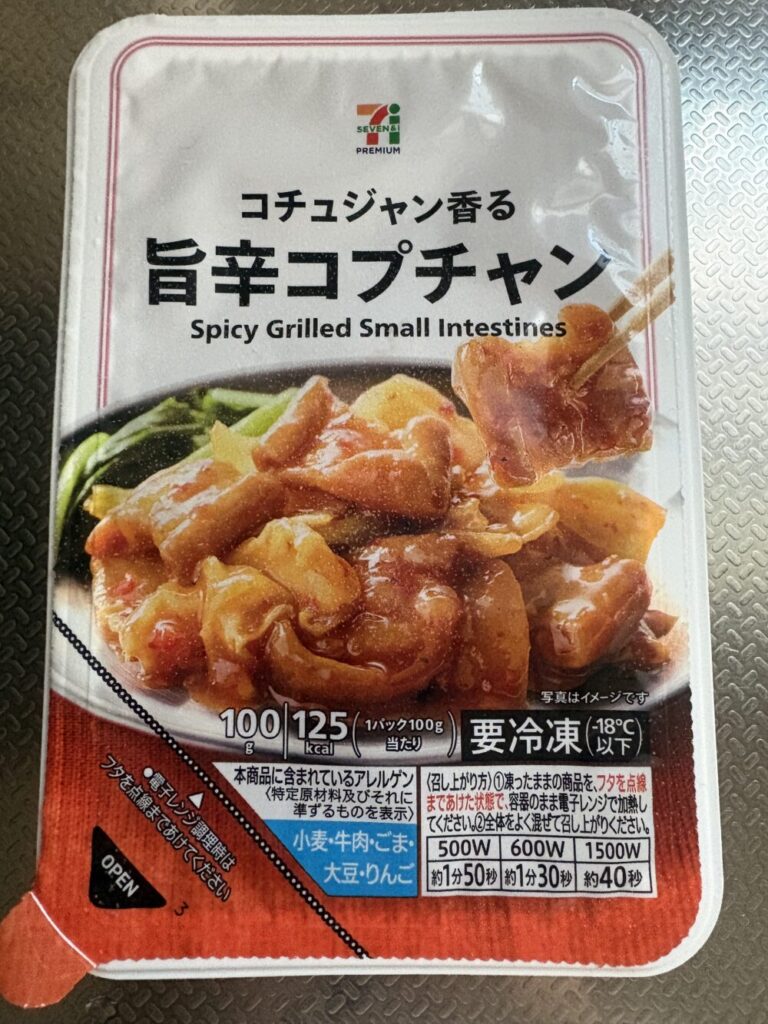 SEVEN&i
PREMIUM
コチュジャン香る
旨辛コプチャン
Spicy Grilled Small Intestines
写真はイメージです
100g 125kcal (1パック100g当たり)
要冷凍(-18℃以下)
本商品に含まれているアレルゲン
〈特定原材料及びそれに
準ずるものを表示〉
小麦・牛肉・ごま・
大豆・りんご
〈召し上がり方〉①凍ったままの商品を、フタを点線
まであけた状態で、容器のまま電子レンジで加熱し
てください。②全体をよく混ぜて召し上がりください。
500W 600W 1500W
約1分50秒 約1分30秒 約40秒
●電子レンジ調理時は
フタを点線まであけてください
OPEN
3